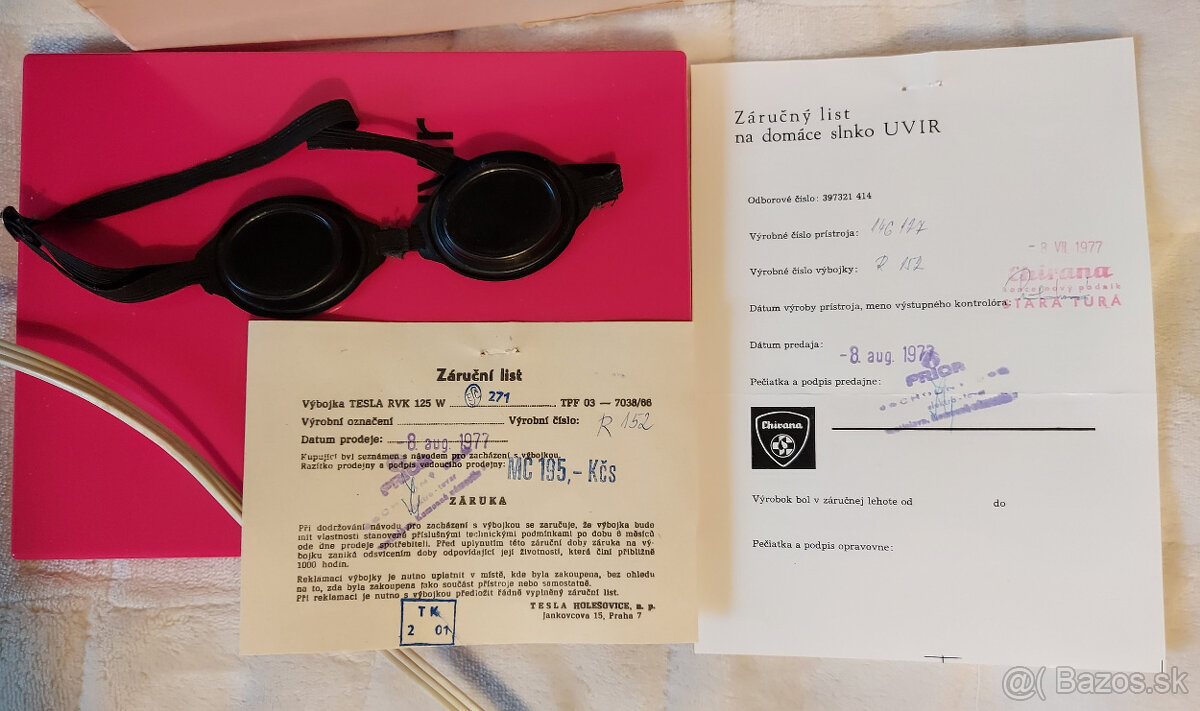 Záruční list
Výbojka TESLA RVK 125 W 271 TPF 03 — 7038/66
Výrobní označení Výrobní číslo: R 152
Datum prodeje: -8. aug. 1977
Kupující byl seznámen s návodem pro zacházení s výbojkou.
Razítko prodejny a podpis vedoucího prodejny: MC 195,- Kčs
PRIOR
ZÁRUKA
Při dodržování návodu pro zacházení s výbojkou se zaručuje, že výbojka bude
mít vlastnosti stanovené příslušnými technickými podmínkami po dobu 8 měsíců
ode dne prodeje spotřebiteli. Před uplynutím této záruční doby záruka na vý-
bojku zaniká odsvícením doby odpovídající její životnosti, která činí přibližně
1000 hodin.
Reklamaci výbojky je nutno uplatnit v místě, kde byla zakoupena, bez ohledu
na to, zda byla zakoupena jako součást přístroje nebo samostatně.
Při reklamaci je nutno s výbojkou předložit řádně vyplněný záruční list.
TESLA HOLEŠOVICE, n. p.
Jankovcova 15, Praha 7
TK
2 01
Záručný list
na domáce slnko UVIR
Odborové číslo: 397321 414
Výrobné číslo prístroja: 146 177
Výrobné číslo výbojky: R 152
- 8 VII 1977
Chirana
koncernový podnik
STARÁ TURÁ
Dátum výroby prístroja, meno výstupného kontrolóra:
Dátum predaja: -8. aug. 1977
Pečiatka a podpis predajne: PRIOR
Chirana
Výrobok bol v záručnej lehote od do
Pečiatka a podpis opravovne:
@( Bazos.sk